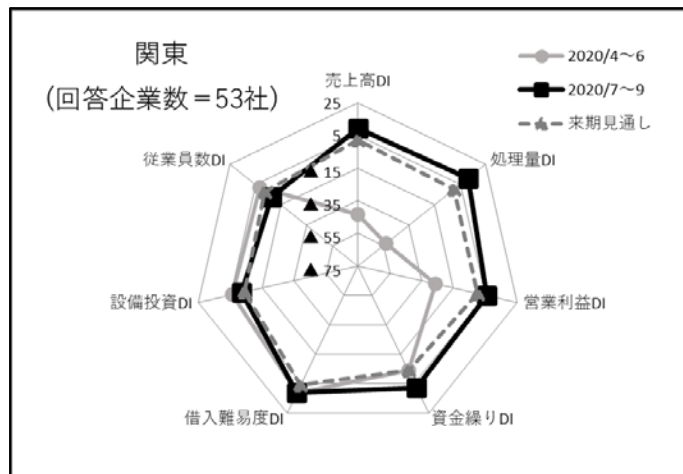 関東
(回答企業数=53社)
2020/4～6
2020/7～9
来期見通し
売上高DI
処理量DI
営業利益DI
資金繰りDI
借入難易度DI
設備投資DI
従業員数DI
25
5
▲ 15
▲ 35
▲ 55
▲ 75